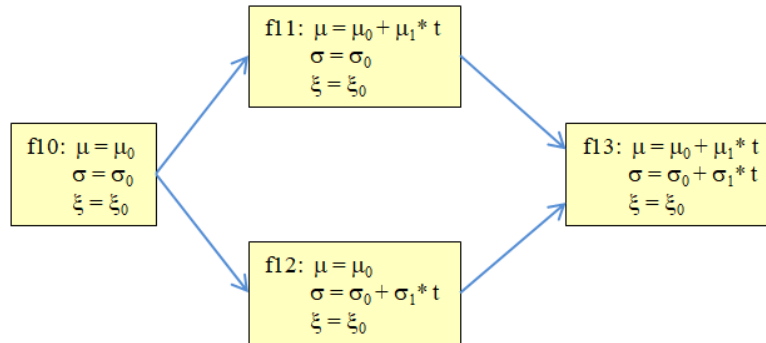 f11: μ = μ₀ + μ₁* t
σ = σ₀
ξ = ξ₀
f10: μ = μ₀
σ = σ₀
ξ = ξ₀
f13: μ = μ₀ + μ₁* t
σ = σ₀ + σ₁* t
ξ = ξ₀
f12: μ = μ₀
σ = σ₀ + σ₁* t
ξ = ξ₀